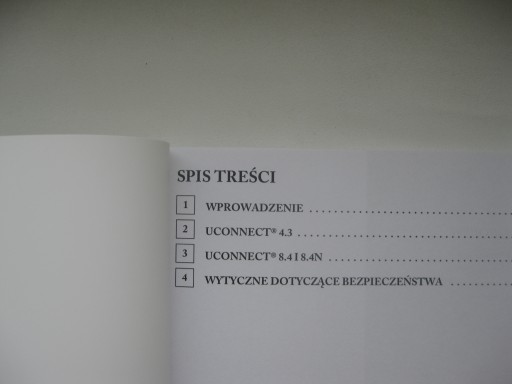 SPIS TREŚCI
1 WPROWADZENIE ........................
2 UCONNECT® 4.3 ........................
3 UCONNECT® 8.4 I 8.4N ........................
4 WYTYCZNE DOTYCZĄCE BEZPIECZEŃSTWA ........